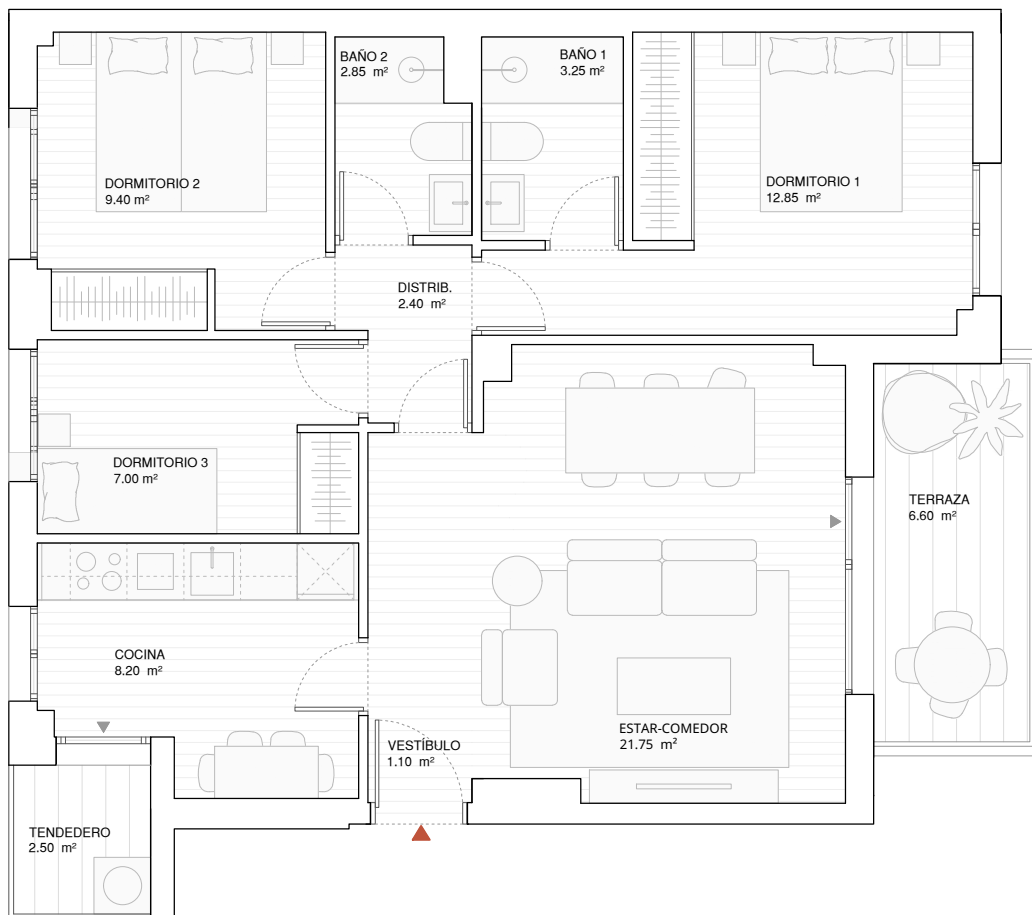 BAÑO 2
2.85 m²
BAÑO 1
3.25 m²
DORMITORIO 2
9.40 m²
DORMITORIO 1
12.85 m²
DISTRIB.
2.40 m²
DORMITORIO 3
7.00 m²
TERRAZA
6.60 m²
COCINA
8.20 m²
ESTAR-COMEDOR
21.75 m²
VESTÍBULO
1.10 m²
TENDEDERO
2.50 m²